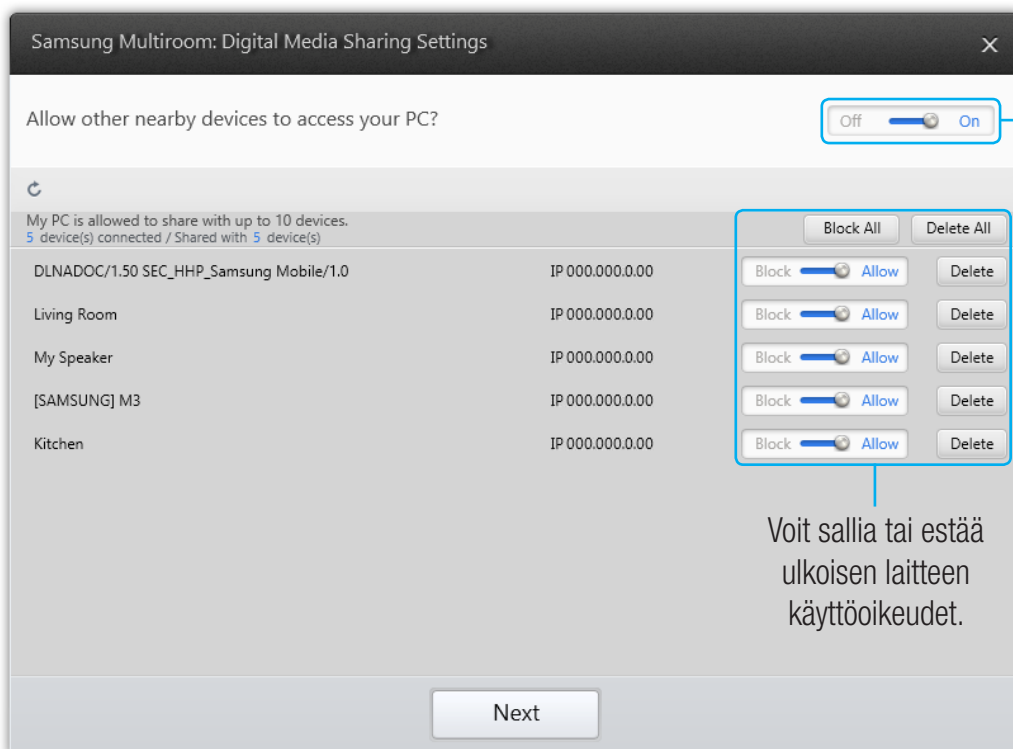 Samsung Multiroom: Digital Media Sharing Settings
Allow other nearby devices to access your PC?
Off On
My PC is allowed to share with up to 10 devices.
5 device(s) connected / Shared with 5 device(s)
Block All Delete All
DLNADOC/1.50 SEC_HHP_Samsung Mobile/1.0 IP 000.000.0.00 Block Allow Delete
Living Room IP 000.000.0.00 Block Allow Delete
My Speaker IP 000.000.0.00 Block Allow Delete
[SAMSUNG] M3 IP 000.000.0.00 Block Allow Delete
Kitchen IP 000.000.0.00 Block Allow Delete
Voit sallia tai estää
ulkoisen laitteen
käyttöoikeudet.
Next